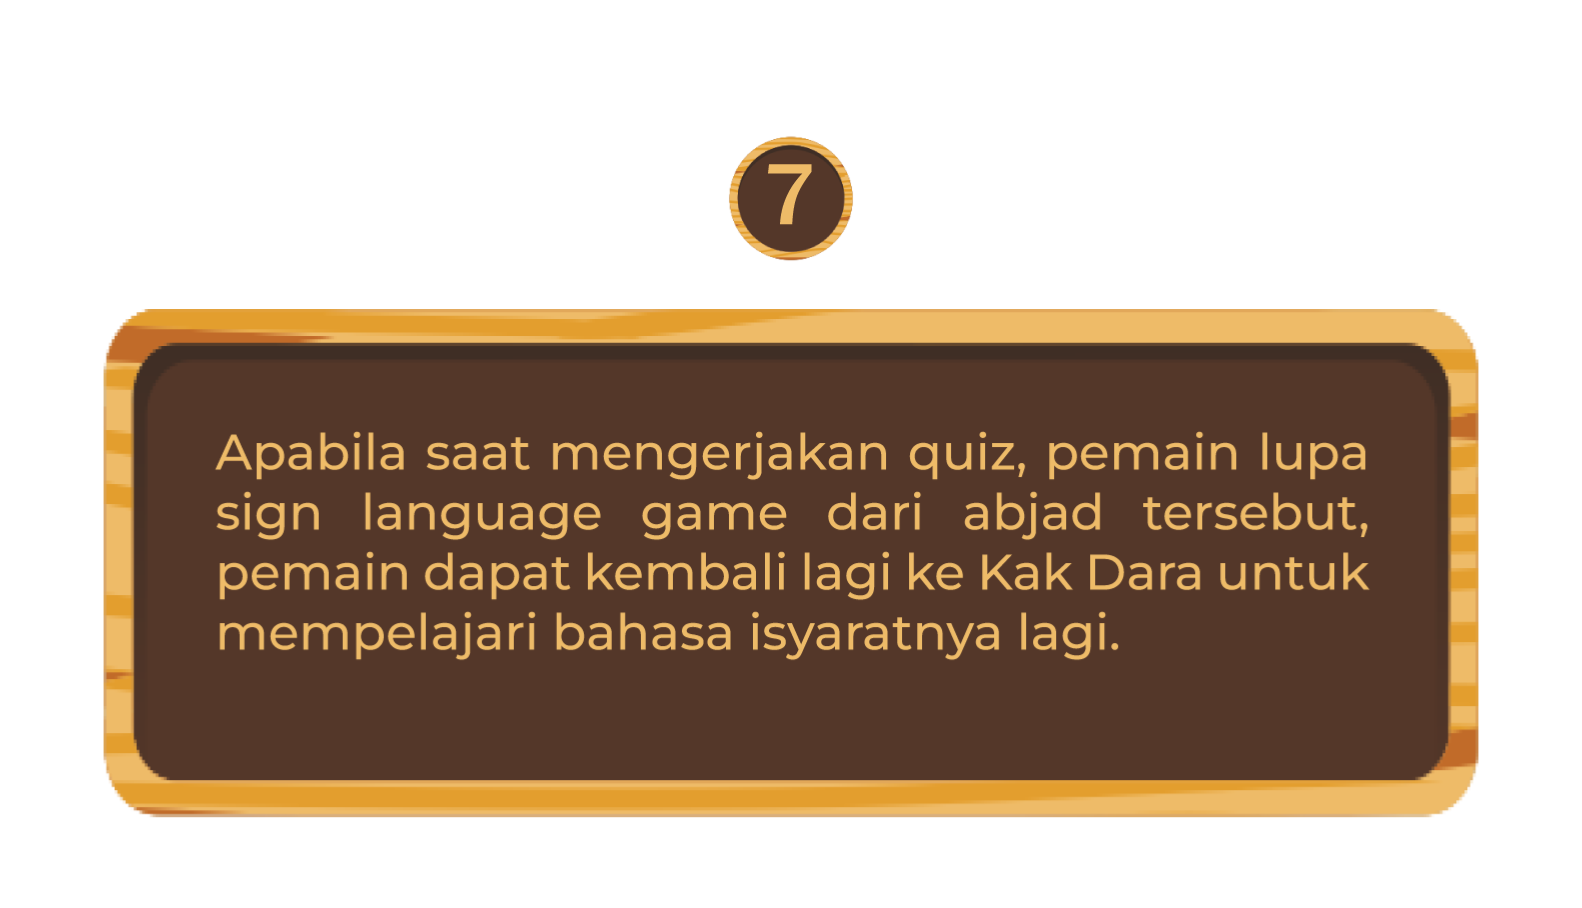 7
Apabila saat mengerjakan quiz, pemain lupa
sign language game dari abjad tersebut,
pemain dapat kembali lagi ke Kak Dara untuk
mempelajari bahasa isyaratnya lagi.